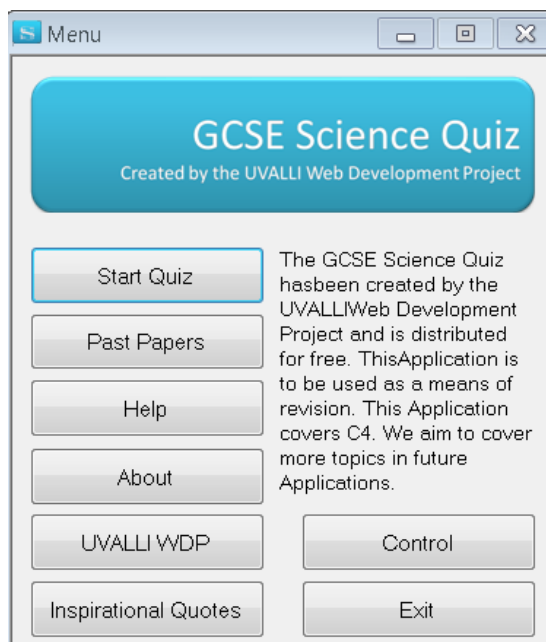 S Menu
GCSE Science Quiz
Created by the UVALLI Web Development Project
Start Quiz
Past Papers
Help
About
UVALLI WDP
Inspirational Quotes
The GCSE Science Quiz
hasbeen created by the
UVALLIWeb Development
Project and is distributed
for free. ThisApplication is
to be used as a means of
revision. This Application
covers C4. We aim to cover
more topics in future
Applications.
Control
Exit